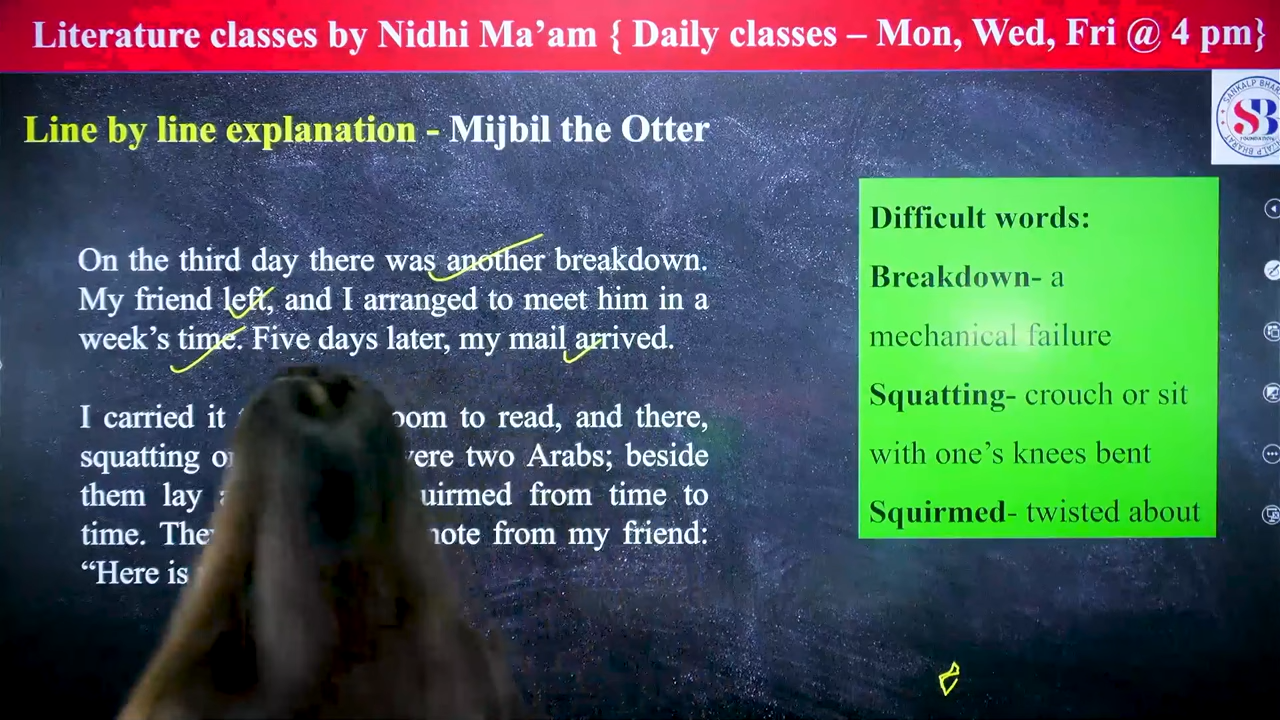 Literature classes by Nidhi Ma’am { Daily classes – Mon, Wed, Fri @ 4 pm}
SANKALP BHAR
SB
FOUNDATION
Line by line explanation - Mijbil the Otter
On the third day there was another breakdown.
My friend left, and I arranged to meet him in a
week’s time. Five days later, my mail arrived.
I carried it to read, and there,
squatting two Arabs; beside
them lay from time to
time. note from my friend:
“Here is
Difficult words:
Breakdown- a
mechanical failure
Squatting- crouch or sit
with one’s knees bent
Squirmed- twisted about